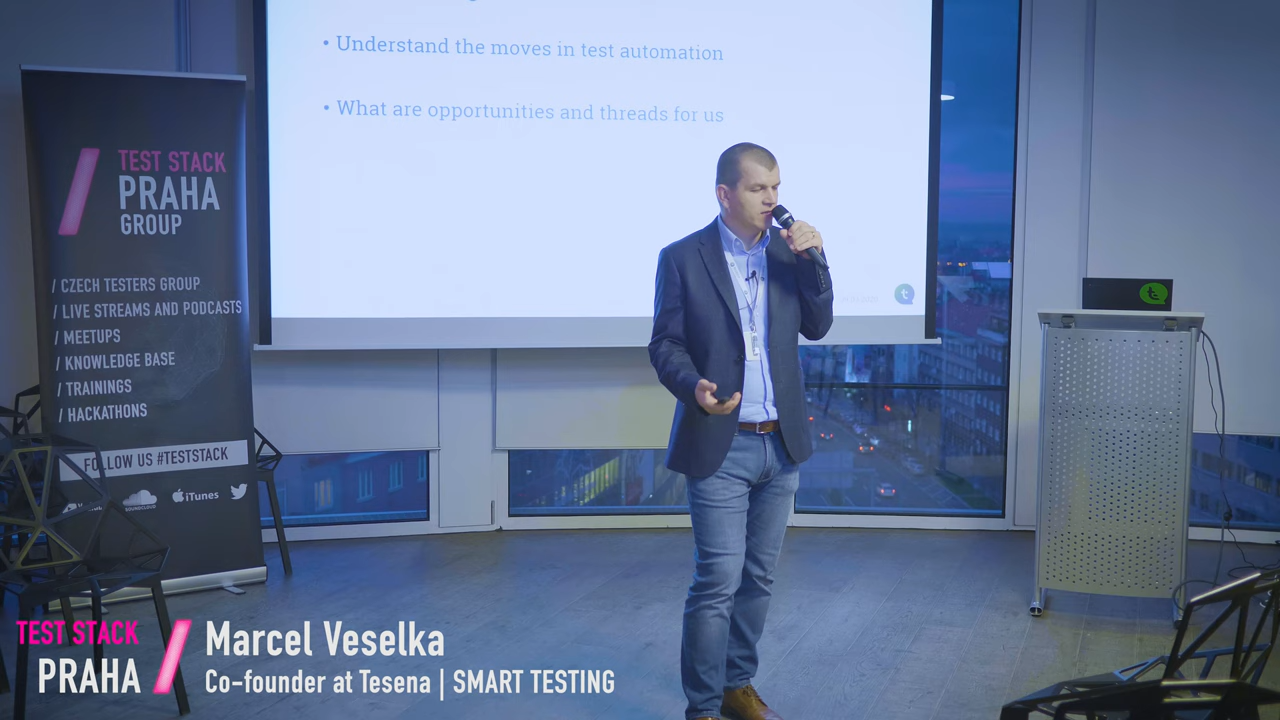 • Understand the moves in test automation
• What are opportunities and threads for us
TEST STACK
PRAHA
GROUP
/ CZECH TESTERS GROUP
/ LIVE STREAMS AND PODCASTS
/ MEETUPS
/ KNOWLEDGE BASE
/ TRAININGS
/ HACKATHONS
FOLLOW US #TESTSTACK
SOUNDCLOUD
iTunes
TEST STACK
PRAHA
Marcel Veselka
Co-founder at Tesena | SMART TESTING